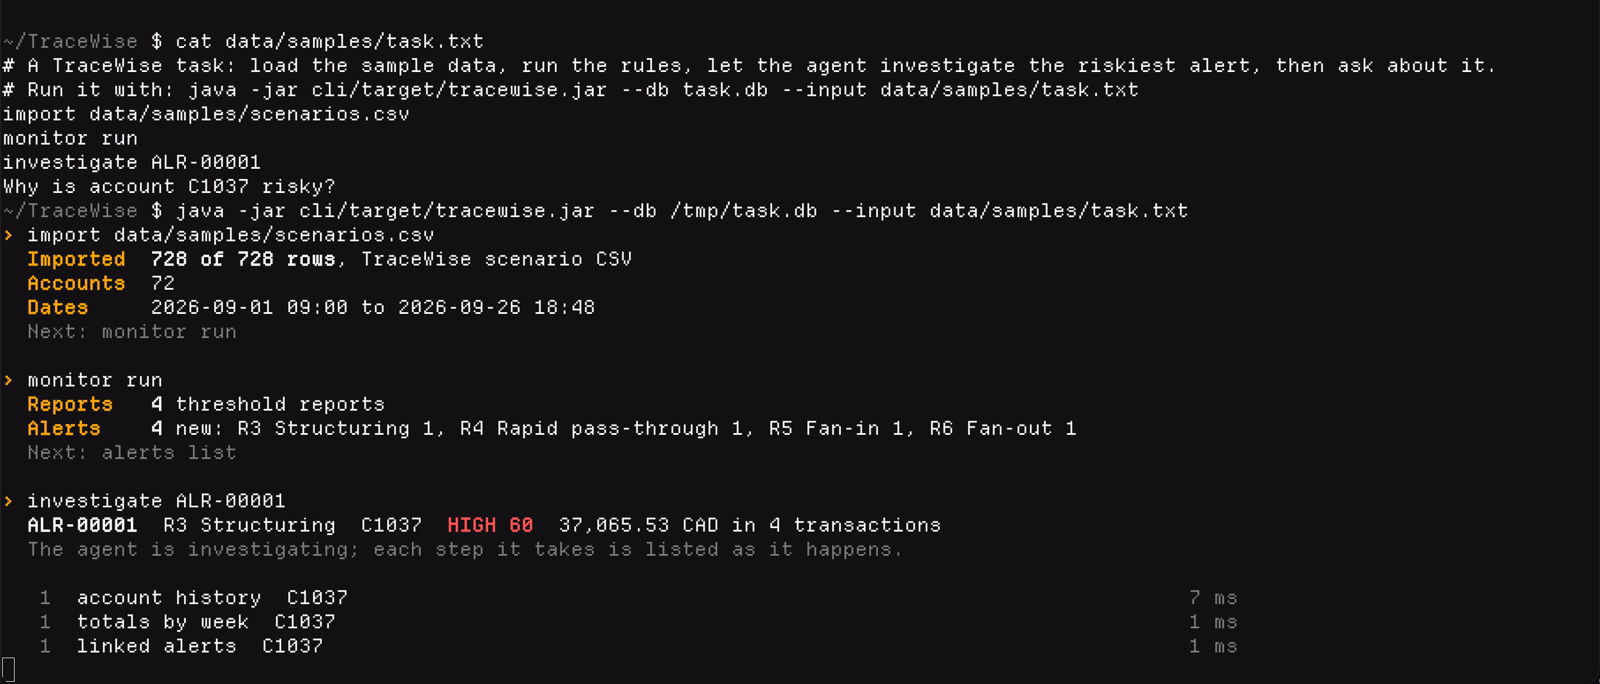 ~/TraceWise $ cat data/samples/task.txt
# A TraceWise task: load the sample data, run the rules, let the agent investigate the riskiest alert, then ask about it.
# Run it with: java -jar cli/target/tracewise.jar --db task.db --input data/samples/task.txt
import data/samples/scenarios.csv
monitor run
investigate ALR-00001
Why is account C1037 risky?
~/TraceWise $ java -jar cli/target/tracewise.jar --db /tmp/task.db --input data/samples/task.txt
> import data/samples/scenarios.csv
Imported 728 of 728 rows, TraceWise scenario CSV
Accounts 72
Dates 2026-09-01 09:00 to 2026-09-26 18:48
Next: monitor run
> monitor run
Reports 4 threshold reports
Alerts 4 new: R3 Structuring 1, R4 Rapid pass-through 1, R5 Fan-in 1, R6 Fan-out 1
Next: alerts list
> investigate ALR-00001
ALR-00001 R3 Structuring C1037 HIGH 60 37,065.53 CAD in 4 transactions
The agent is investigating; each step it takes is listed as it happens.
1 account history C1037 7 ms
1 totals by week C1037 1 ms
1 linked alerts C1037 1 ms